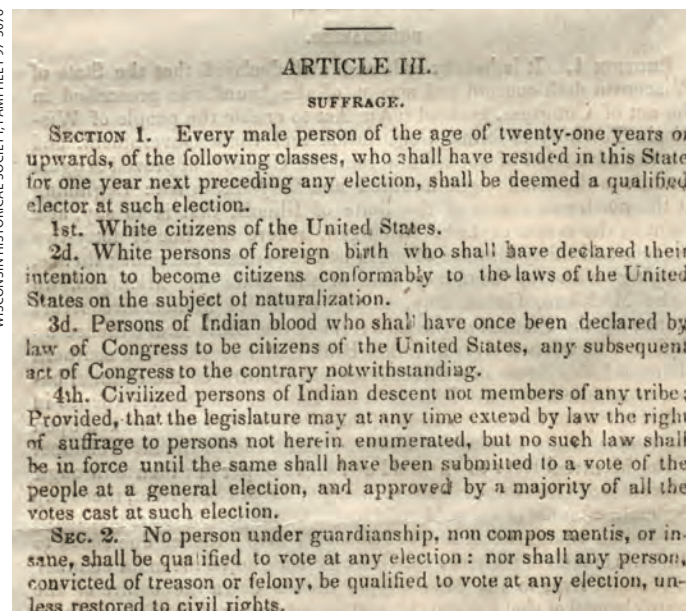 ARTICLE III.
SUFFRAGE.
SECTION 1. Every male person of the age of twenty-one years or
upwards, of the following classes, who shall have resided in this State
for one year next preceding any election, shall be deemed a qualified
elector at such election.
1st. White citizens of the United States.
2d. White persons of foreign birth who shall have declared their
intention to become citizens conformably to the laws of the United
States on the subject of naturalization.
3d. Persons of Indian blood who shall have once been declared by
law of Congress to be citizens of the United States, any subsequent
act of Congress to the contrary notwithstanding.
4th. Civilized persons of Indian descent not members of any tribe:
Provided, that the legislature may at any time extend by law the right
of suffrage to persons not herein enumerated, but no such law shall
be in force until the same shall have been submitted to a vote of the
people at a general election, and approved by a majority of all the
votes cast at such election.
SEC. 2. No person under guardianship, non compos mentis, or in-
sane, shall be qualified to vote at any election: nor shall any person,
convicted of treason or felony, be qualified to vote at any election, un-
less restored to civil rights.
WISCONSIN HISTORICAL SOCIETY, PAMPHLET 97-3078